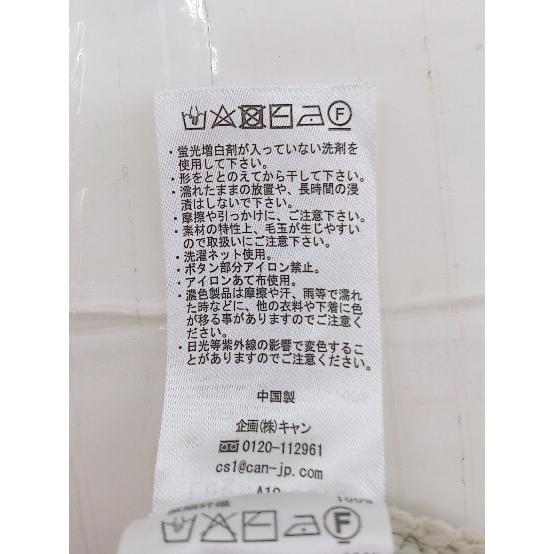 ・蛍光増白剤が入っていない洗剤を
使用して下さい。
・形をととのえてから干して下さい。
・濡れたままの放置や、長時間の浸
漬はしないで下さい。
・摩擦や引っかけに、ご注意下さい。
・素材の特性上、毛玉が生じやすい
ので取扱いにご注意下さい。
・洗濯ネット使用。
・ボタン部分アイロン禁止。
・アイロンあて布使用。
・濃色製品は摩擦や汗、雨等で濡れ
た時などに、他の衣料や下着に色
が移る事がありますのでご注意く
ださい。
・日光等紫外線の影響で変色するこ
とがありますのでご注意ください。
中国製
企画(株)キャン
0120-112961
cs1@can-jp.com